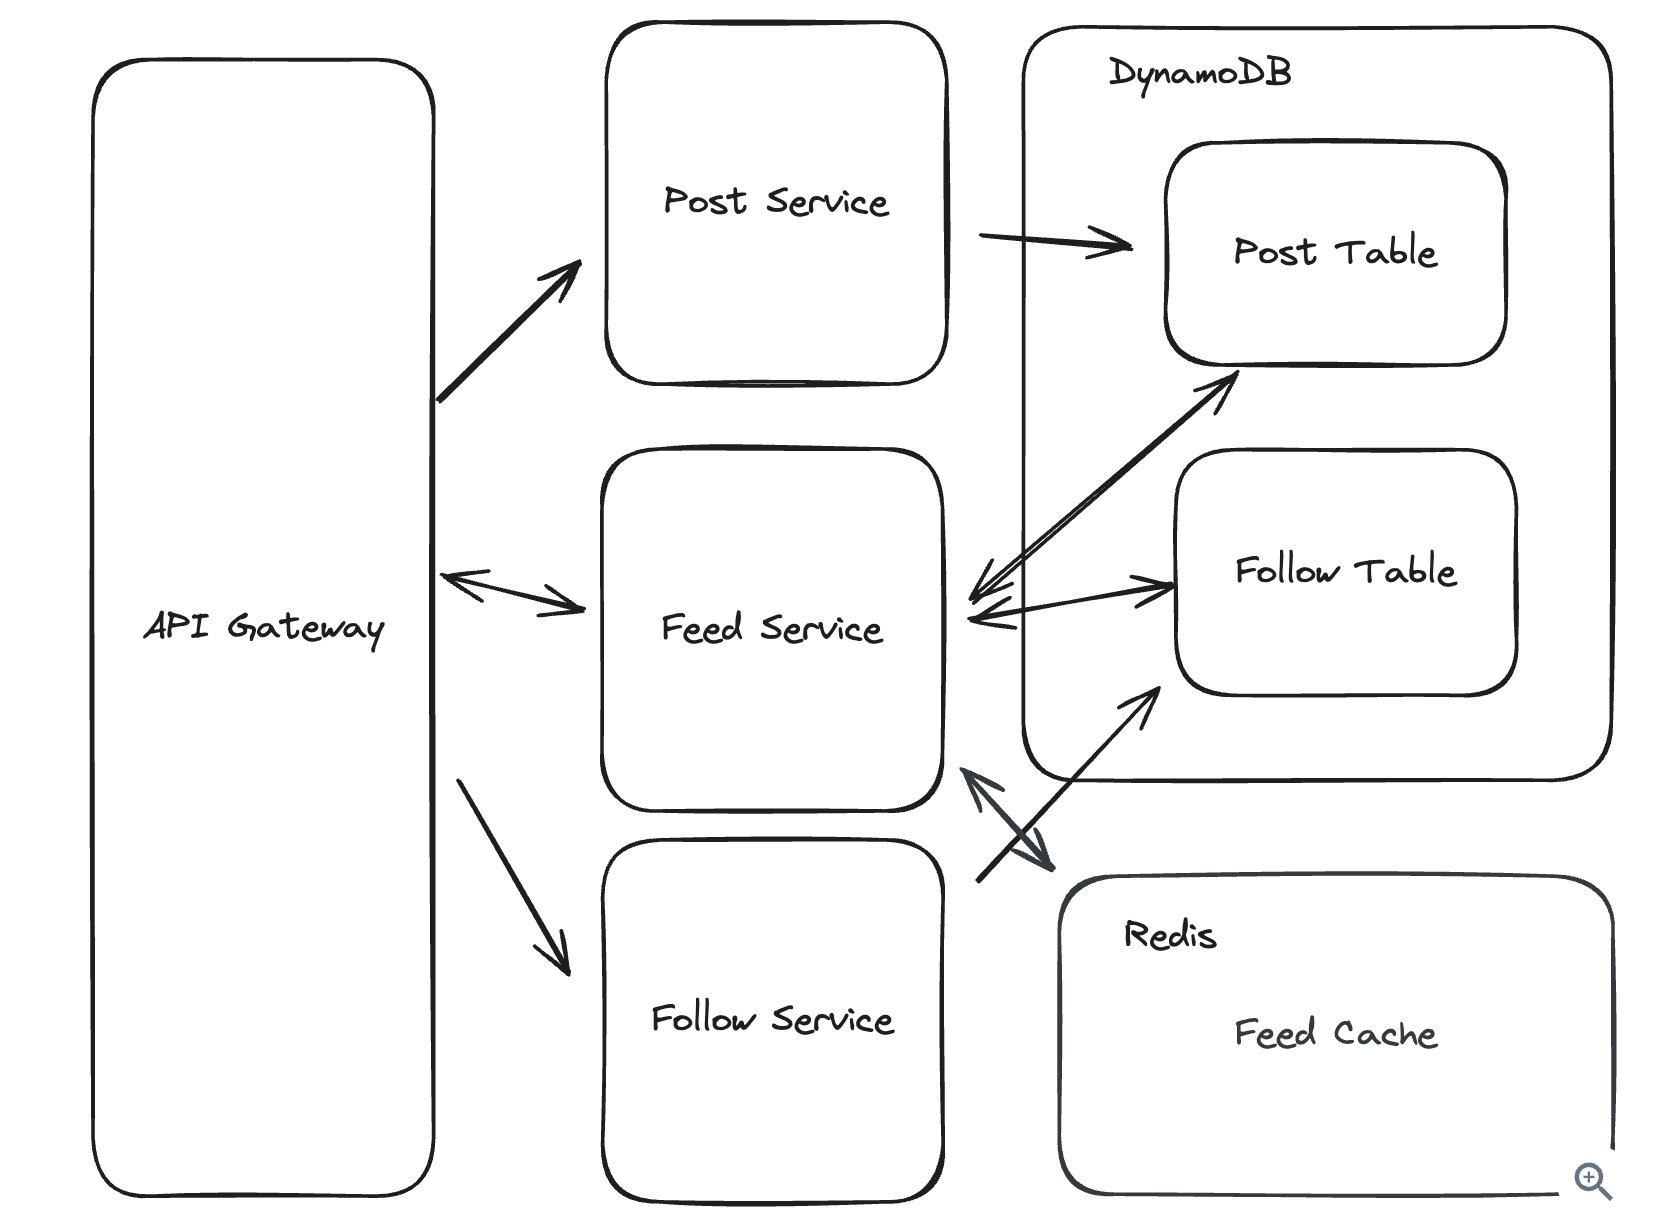 API Gateway
Post Service
Feed Service
Follow Service
DynamoDB
Post Table
Follow Table
Redis
Feed Cache